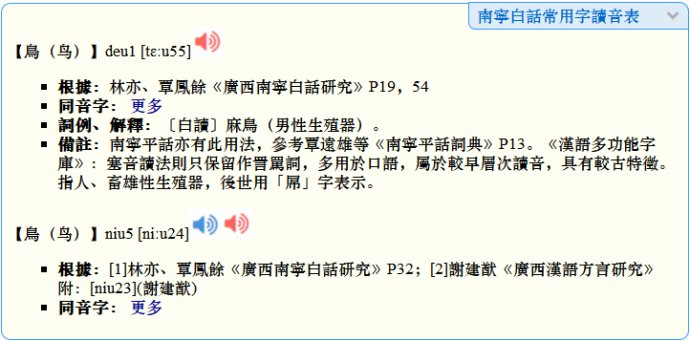 南寧白話常用字讀音表
【鳥（鸟）】deu1 [tɛ:u55]
根據：林亦、覃鳳餘《廣西南寧白話研究》P19，54
同音字： 更多
詞例、解釋：〔白讀〕麻鳥（男性生殖器）。
備註：南寧平話亦有此用法，參考覃遠雄等《南寧平話詞典》P13。《漢語多功能字
庫》：塞音讀法則只保留作詈罵詞，多用於口語，屬於較早層次讀音，具有較古特徵。
指人、畜雄性生殖器，後世用「屌」字表示。
【鳥（鸟）】niu5 [ni:u24]
根據：[1]林亦、覃鳳餘《廣西南寧白話研究》P32；[2]謝建猷《廣西漢語方言研究》
附：[niu23](謝建猷)
同音字： 更多